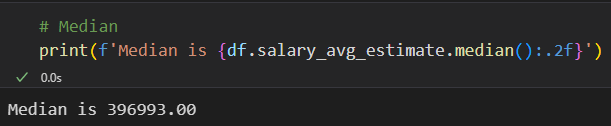 # Median
print(f'Median is {df.salary_avg_estimate.median():.2f}')
✓ 0.0s
Median is 396993.00